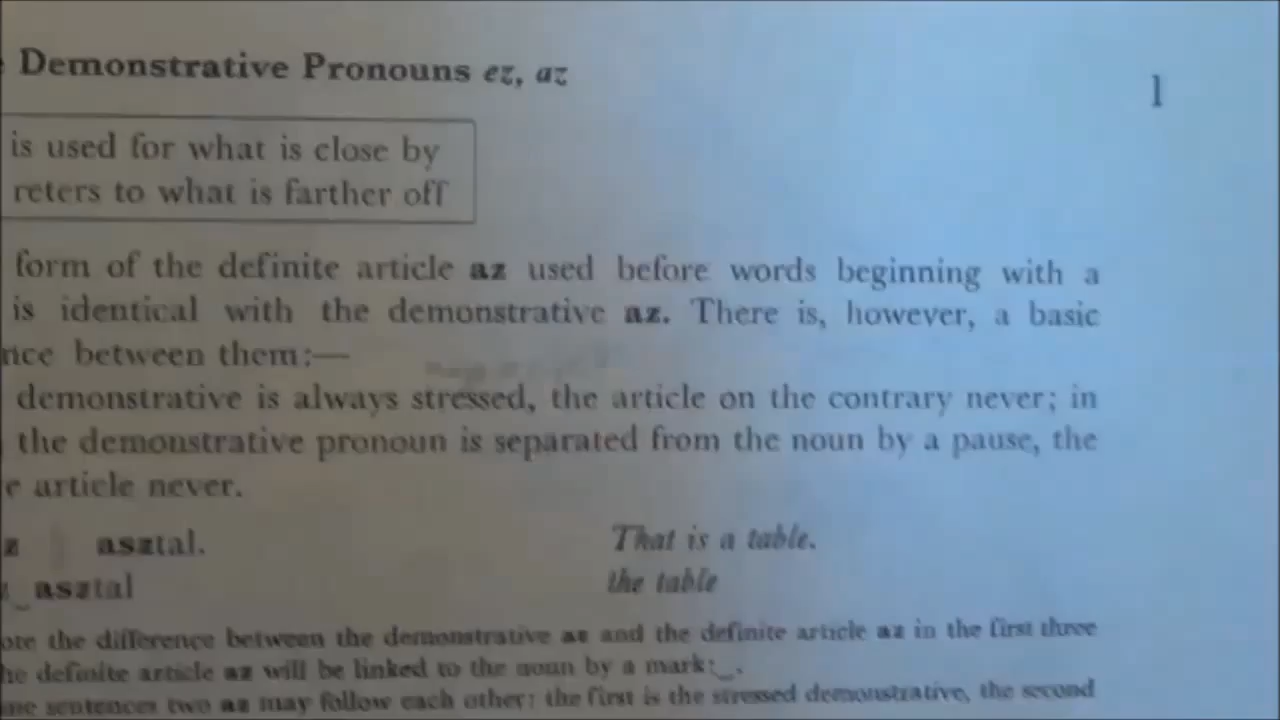 Demonstrative Pronouns ez, az
1
is used for what is close by
reters to what is farther off
form of the definite article az used before words beginning with a
is identical with the demonstrative az. There is, however, a basic
nce between them:—
demonstrative is always stressed, the article on the contrary never; in
the demonstrative pronoun is separated from the noun by a pause, the
e article never.
z | asztal. That is a table.
z‿asztal the table
ote the difference between the demonstrative az and the definite article az in the first three
he definite article az will be linked to the noun by a mark:‿.
me sentences two az may follow each other: the first is the stressed demonstrative, the second